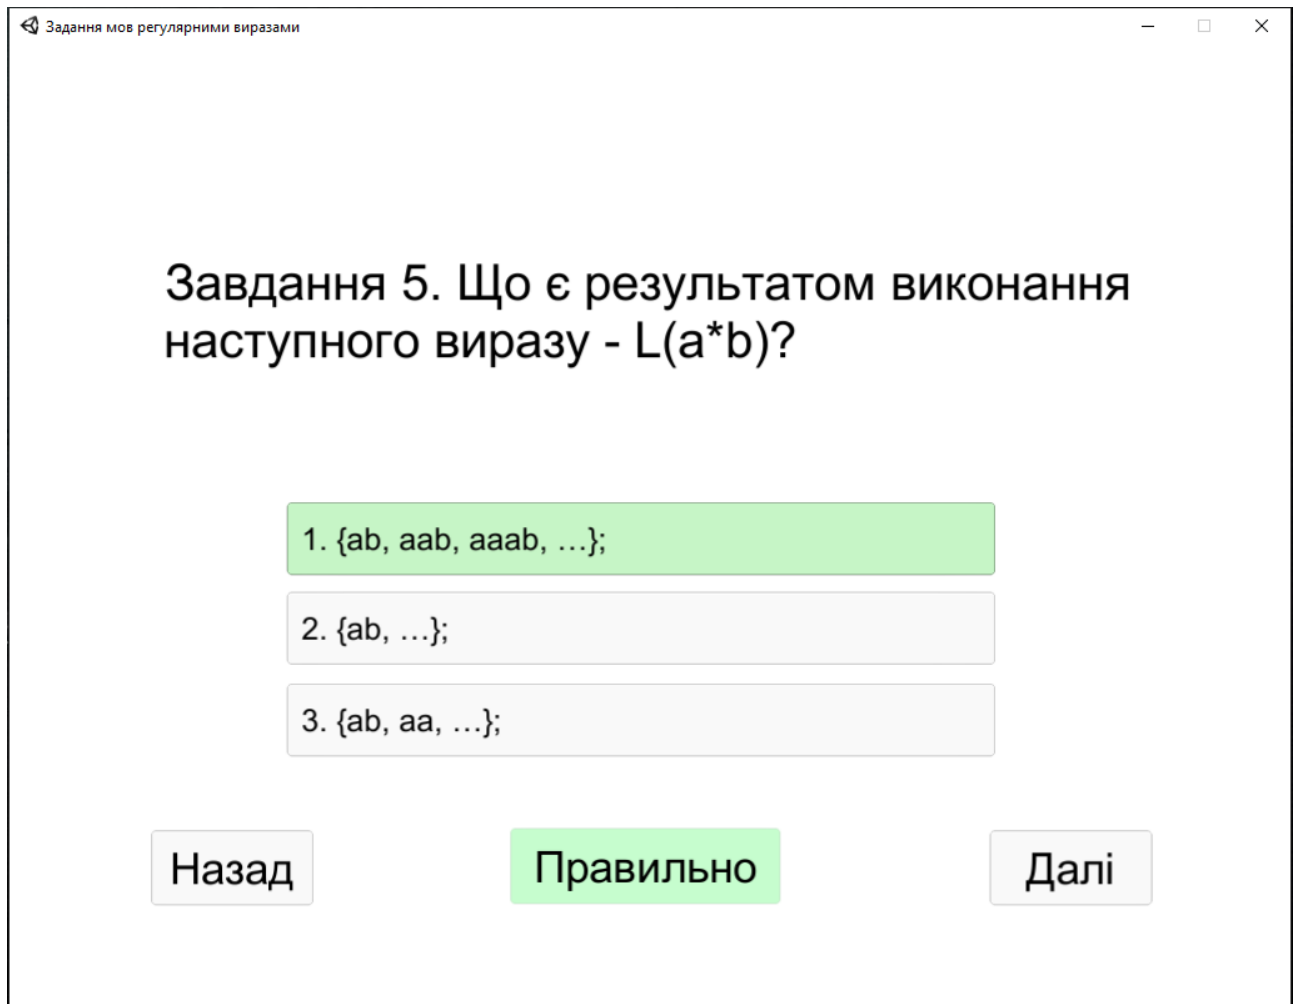 Задання мов регулярними виразами
Завдання 5. Що є результатом виконання
наступного виразу - L(a*b)?
1. {ab, aab, aaab, …};
2. {ab, …};
3. {ab, aa, …};
Назад
Правильно
Далі